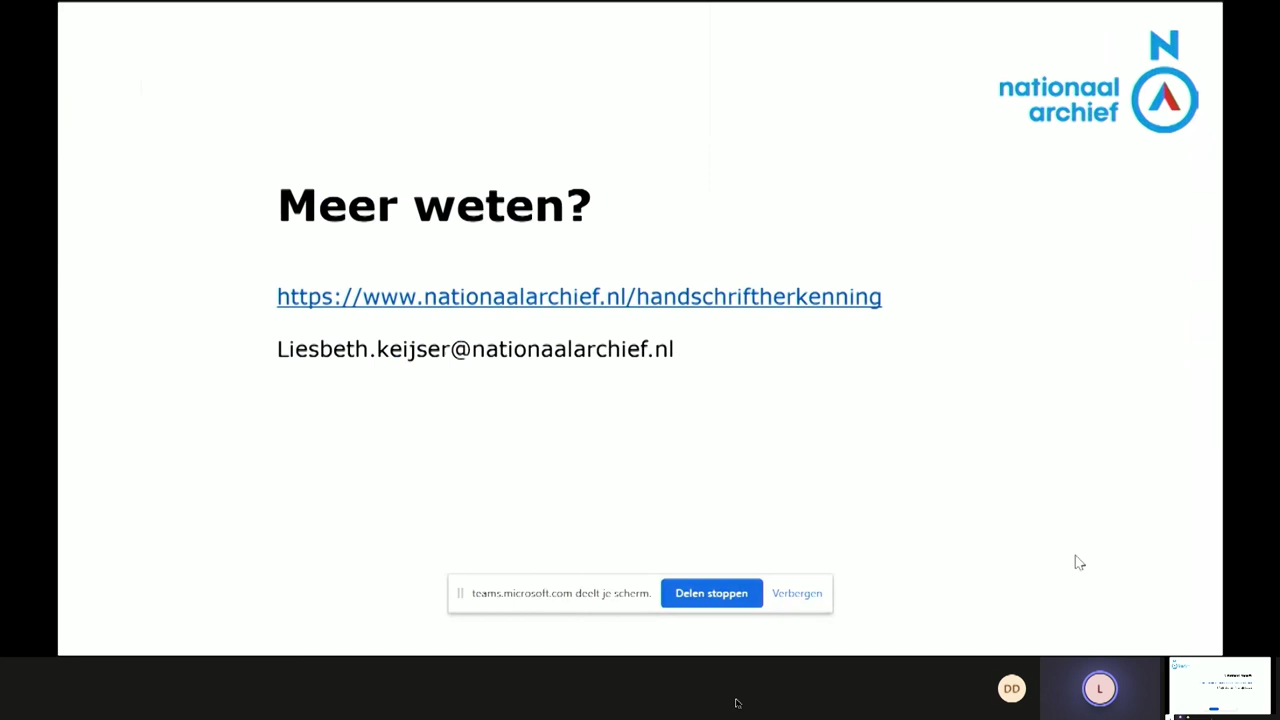 N
nationaal
archief
Meer weten?
https://www.nationaalarchief.nl/handschriftherkenning
Liesbeth.keijser@nationaalarchief.nl
teams.microsoft.com deelt je scherm.
Delen stoppen
Verbergen
DD
L